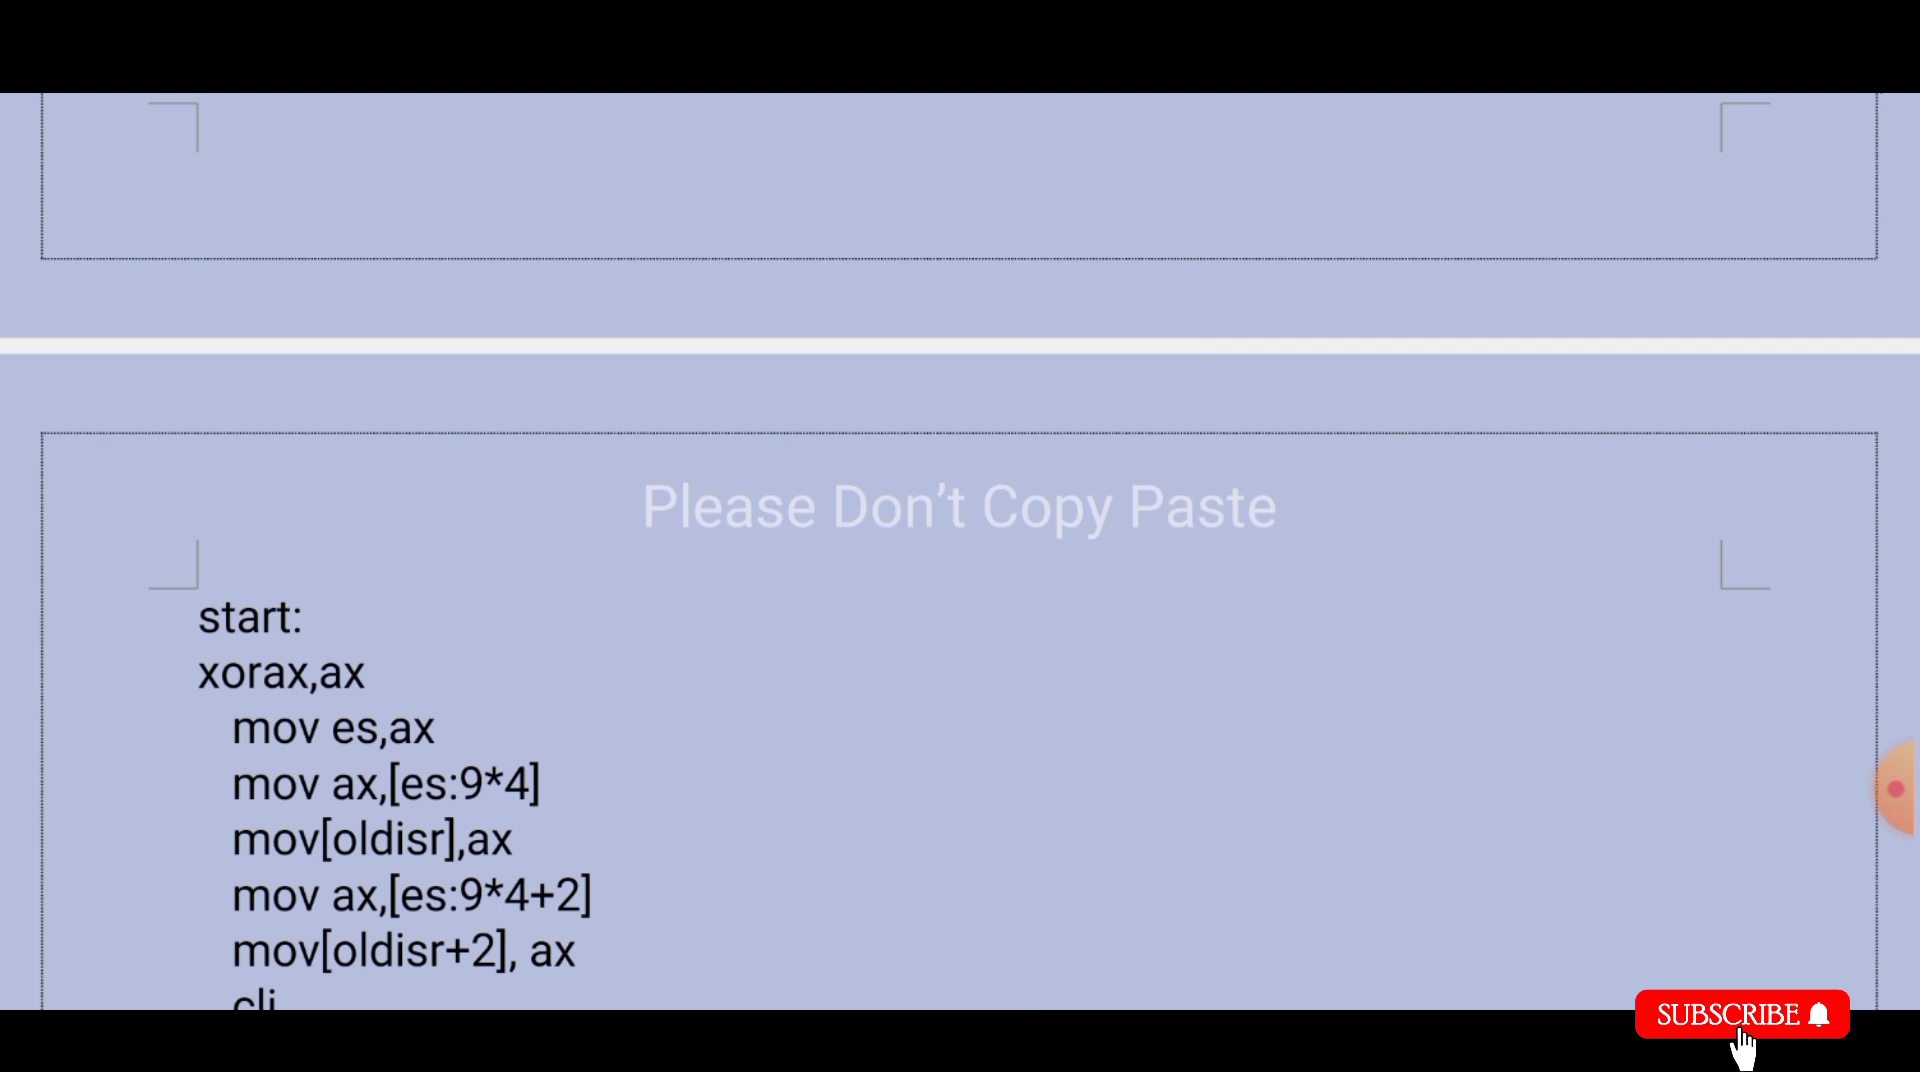 Please Don’t Copy Paste
start:
xorax,ax
mov es,ax
mov ax,[es:9*4]
mov[oldisr],ax
mov ax,[es:9*4+2]
mov[oldisr+2], ax
cli
SUBSCRIBE